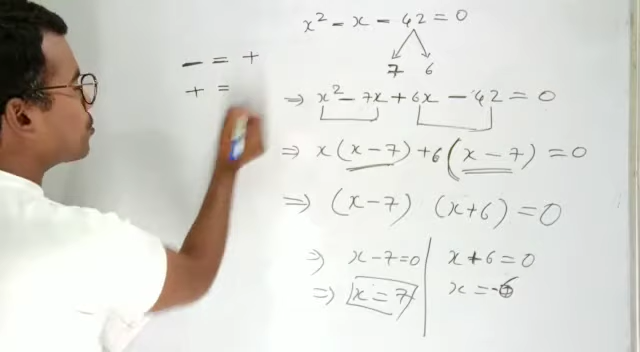 x² - x - 42 = 0
7 6
- = +
+ =
⇒ x² - 7x + 6x - 42 = 0
⇒ x (x - 7) + 6 (x - 7) = 0
⇒ (x - 7) (x + 6) = 0
⇒ x - 7 = 0 | x + 6 = 0
⇒ x = 7 | x = -6